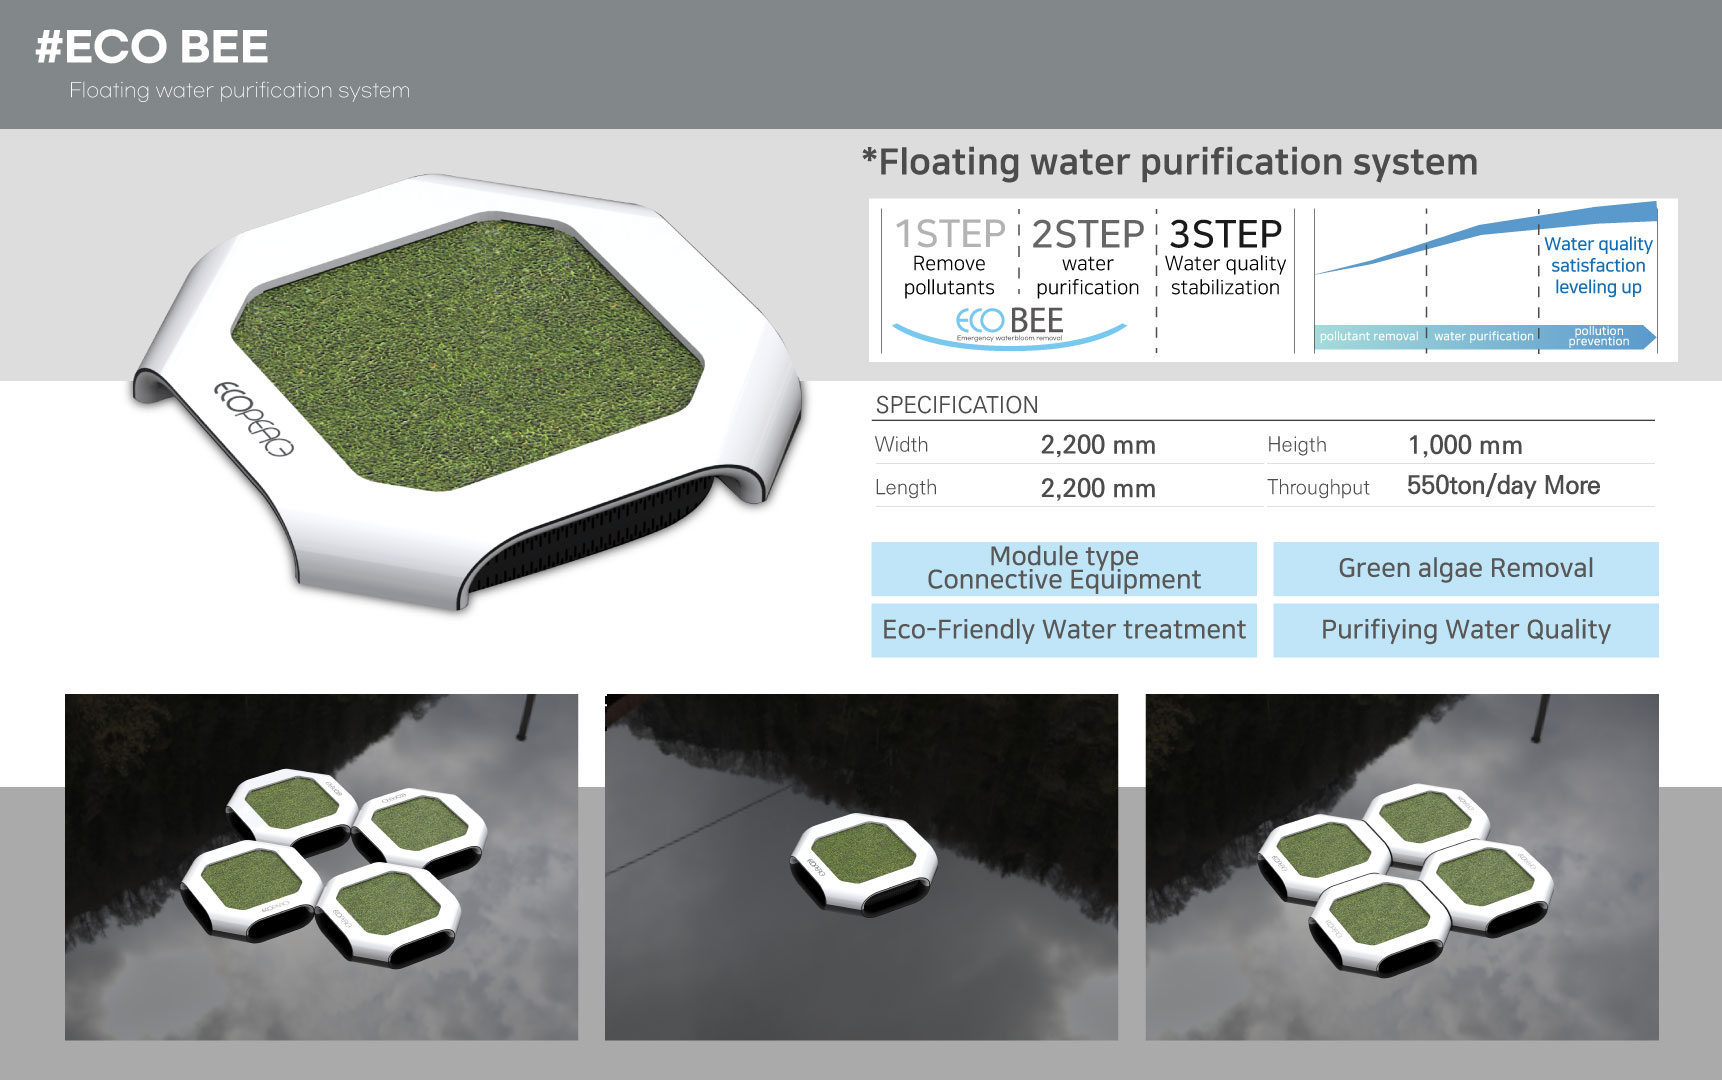 #ECO BEE
Floating water purification system
*Floating water purification system
1STEP
Remove
pollutants
2STEP
water
purification
3STEP
Water quality
stabilization
ECO BEE
Emergency waterbloom removal
Water quality
satisfaction
leveling up
pollutant removal
water purification
pollution
prevention
ECOPEAG
SPECIFICATION
Width 2,200 mm Heigth 1,000 mm
Length 2,200 mm Throughput 550ton/day More
Module type
Connective Equipment
Green algae Removal
Eco-Friendly Water treatment
Purifiying Water Quality